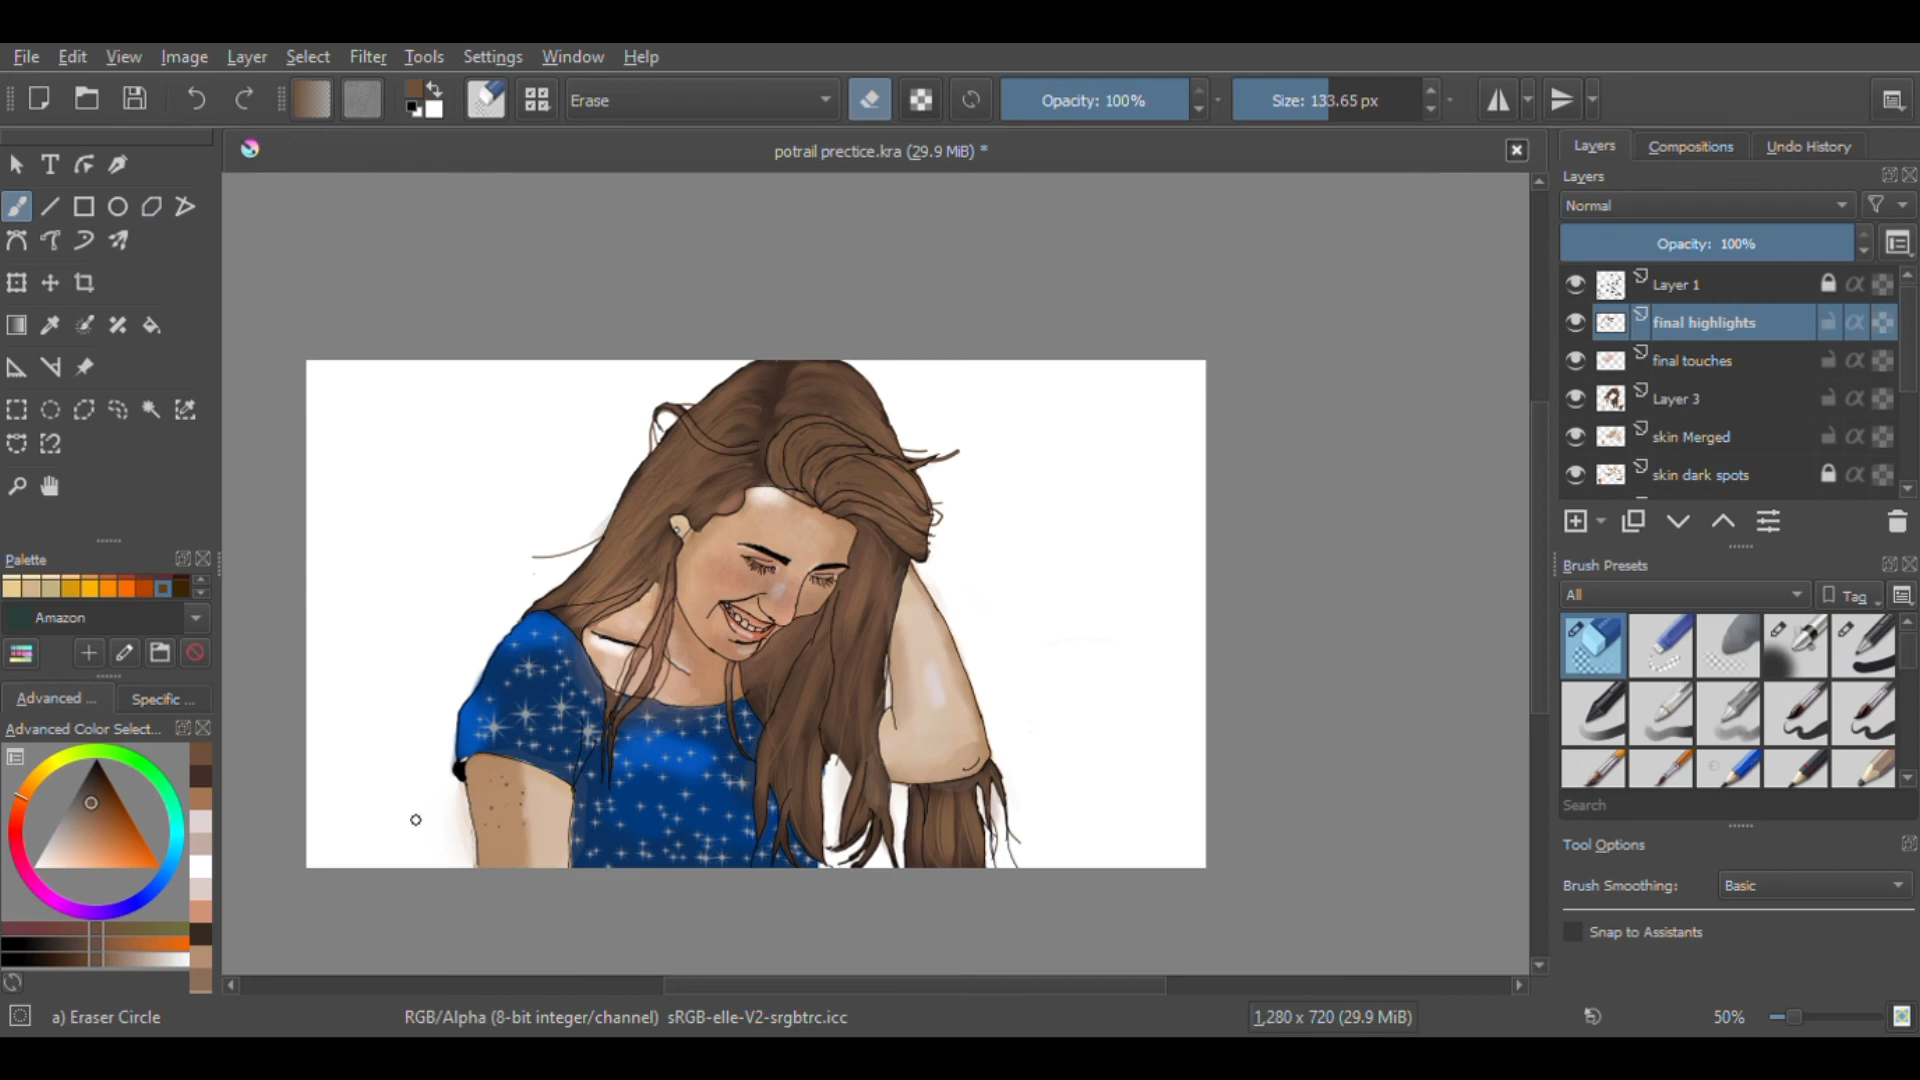 File Edit View Image Layer Select Filter Tools Settings Window Help
Erase Opacity: 100% Size: 133.65 px
potrail prectice.kra (29.9 MiB) *
Layers Compositions Undo History
Layers
Normal
Opacity: 100%
Layer 1
final highlights
final touches
Layer 3
skin Merged
skin dark spots
Palette
Amazon
Advanced ... Specific ...
Advanced Color Select...
Brush Presets
All Tag
Search
Tool Options
Brush Smoothing: Basic
Snap to Assistants
a) Eraser Circle RGB/Alpha (8-bit integer/channel) sRGB-elle-V2-srgbtrc.icc 1,280 x 720 (29.9 MiB) 50%